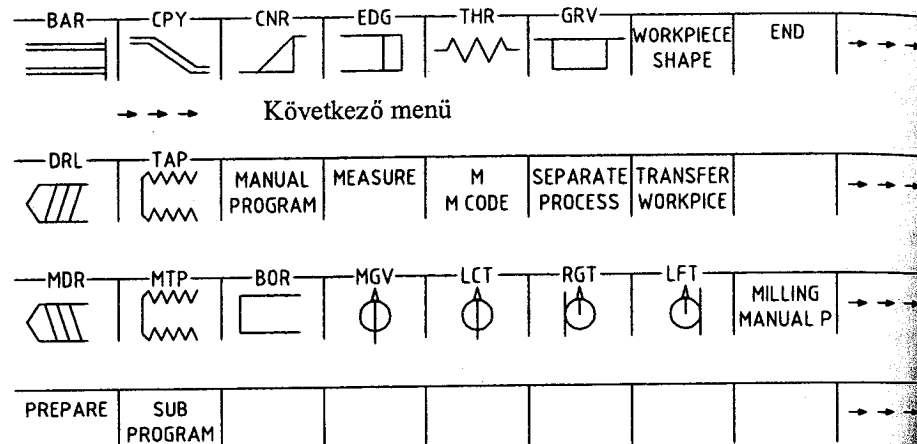 BAR CPY CNR EDG THR GRV
WORKPIECE END
SHAPE
Következő menü
DRL TAP
MANUAL MEASURE M SEPARATE TRANSFER
PROGRAM M CODE PROCESS WORKPICE
MDR MTP BOR MGV LCT RGT LFT
MILLING
MANUAL P
PREPARE SUB
PROGRAM